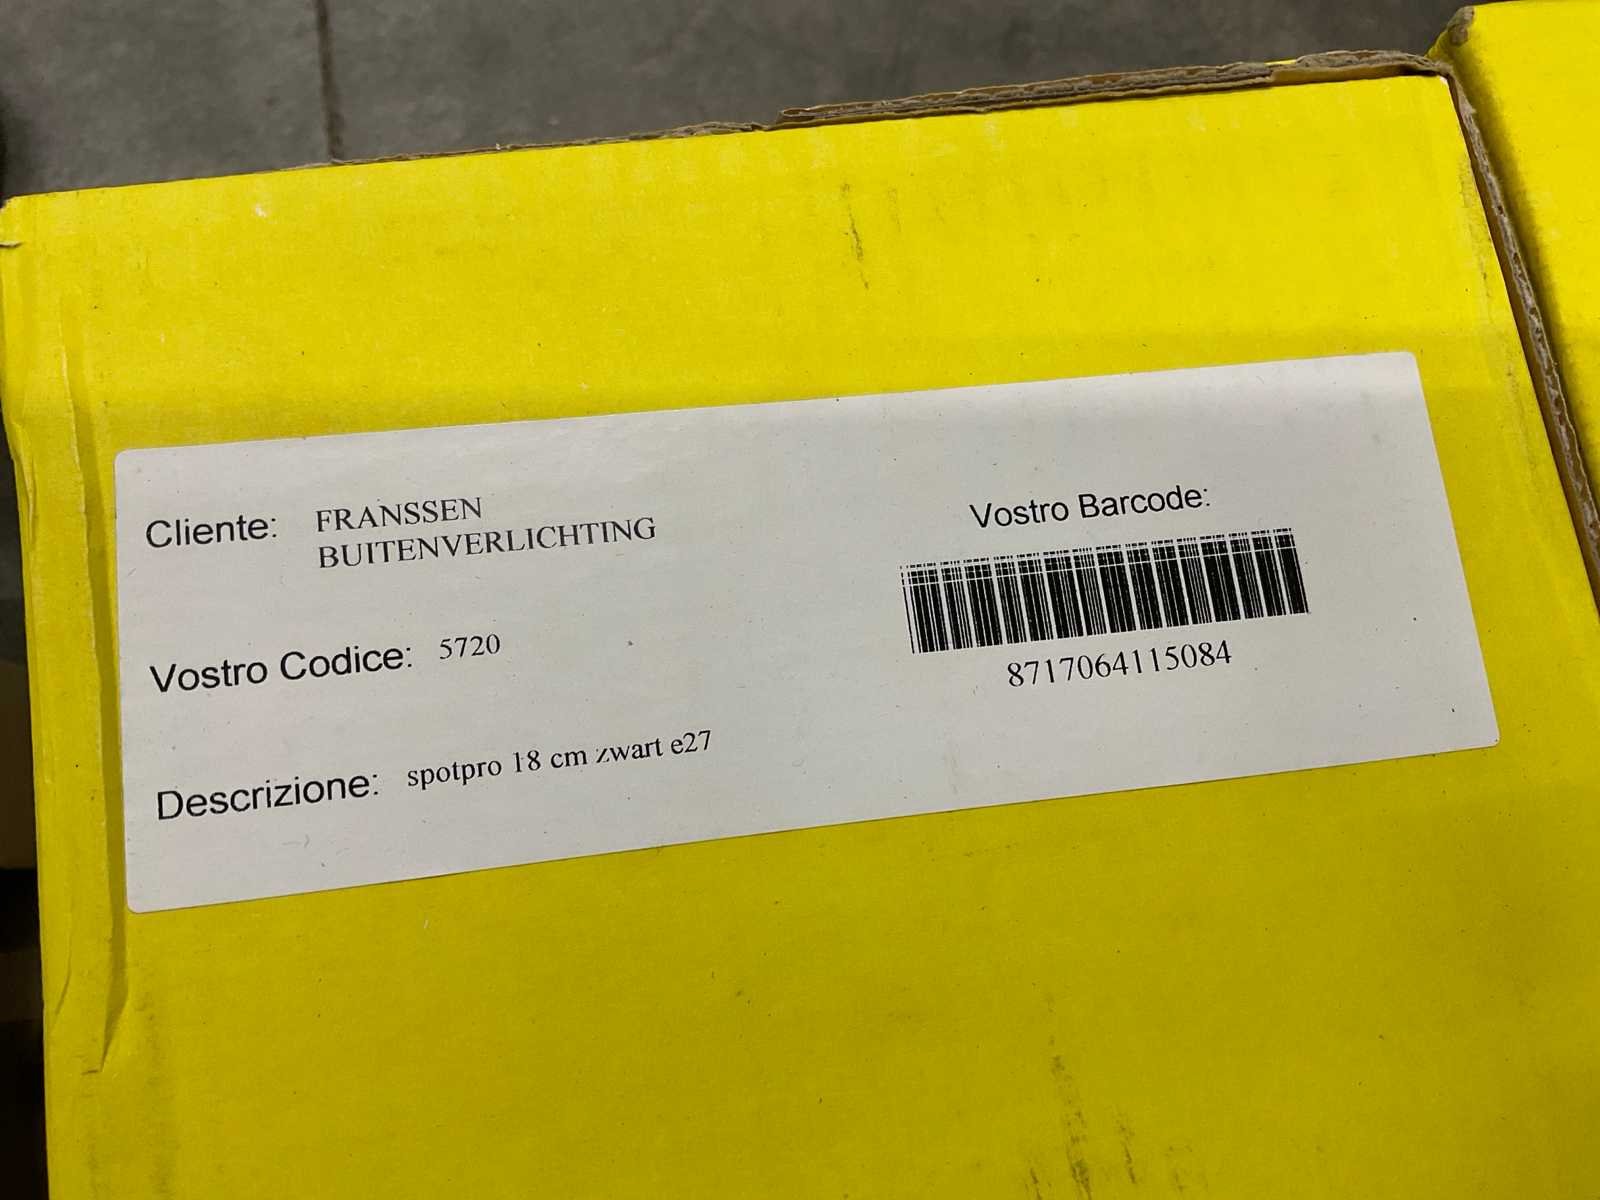 Cliente: FRANSSEN
BUITENVERLICHTING
Vostro Codice: 5720
Descrizione: spotpro 18 cm zwart e27
Vostro Barcode:
8717064115084